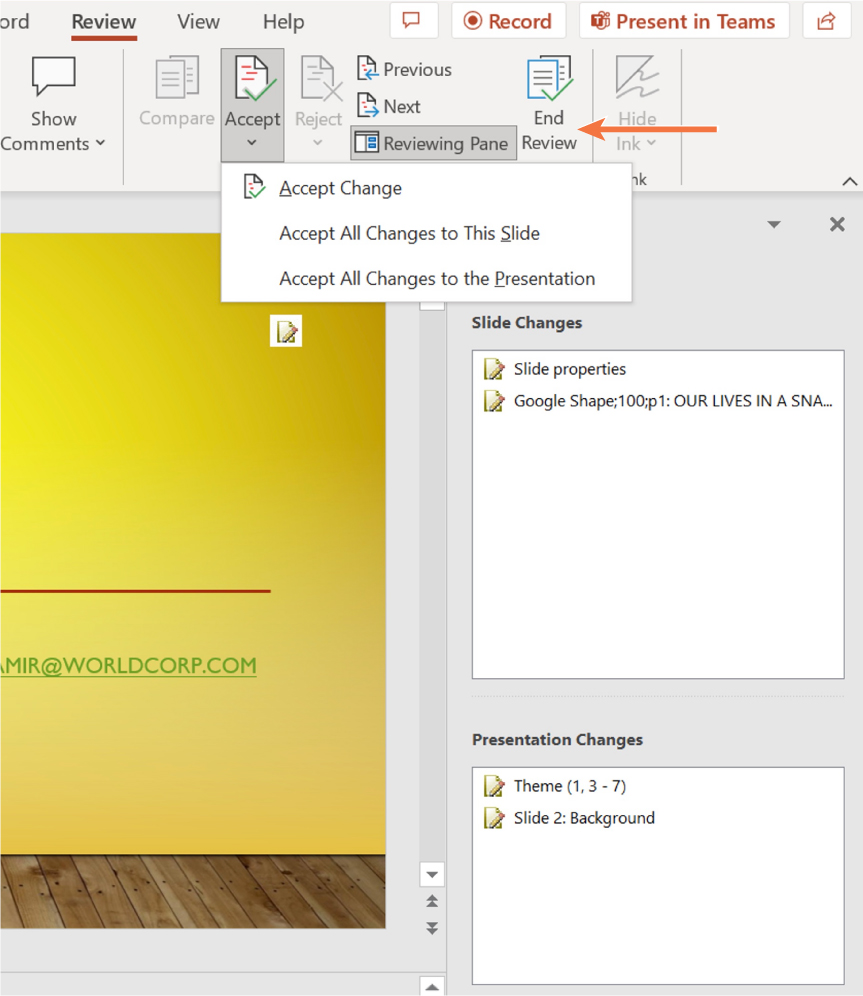 ord Review View Help Record Present in Teams
Show
Comments
Compare
Accept
Reject
Previous
Next
Reviewing Pane
End
Review
Hide
Ink
nk
Accept Change
Accept All Changes to This Slide
Accept All Changes to the Presentation
Slide Changes
Slide properties
Google Shape;100;p1: OUR LIVES IN A SNA...
AMIR@WORLDCORP.COM
Presentation Changes
Theme (1, 3 - 7)
Slide 2: Background